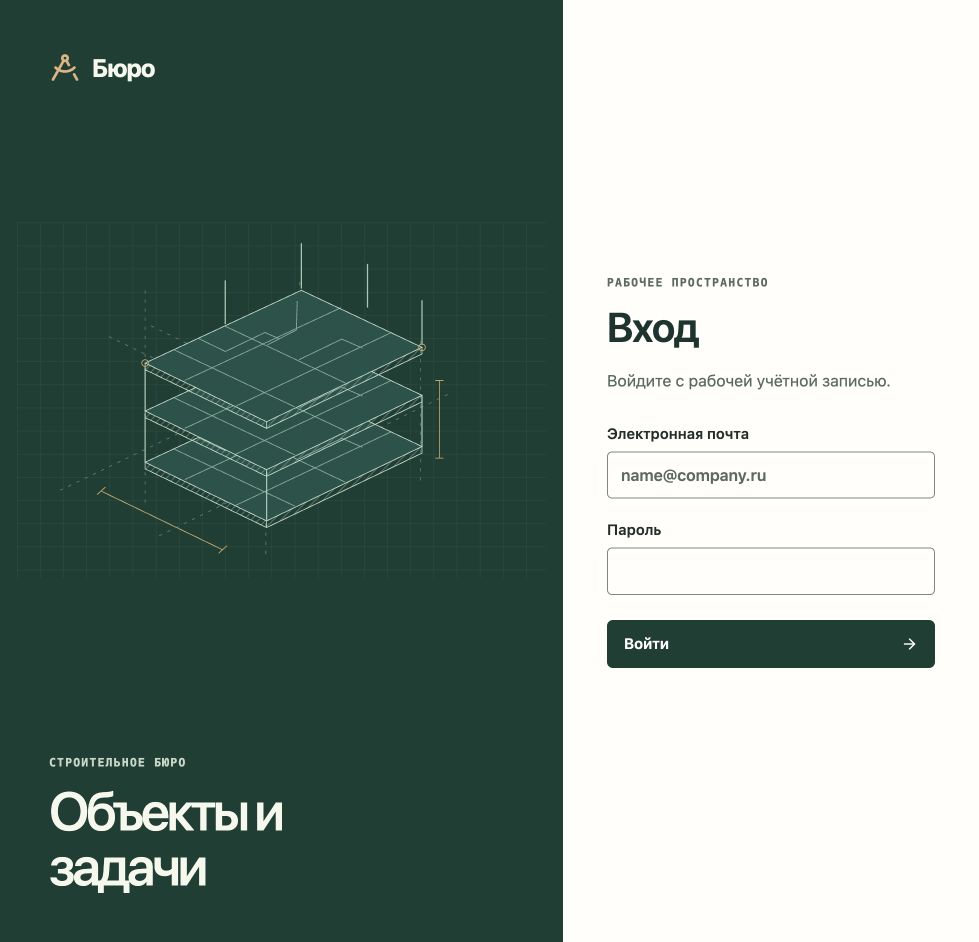 Бюро
СТРОИТЕЛЬНОЕ БЮРО
Объекты и
задачи
РАБОЧЕЕ ПРОСТРАНСТВО
Вход
Войдите с рабочей учётной записью.
Электронная почта
name@company.ru
Пароль
Войти